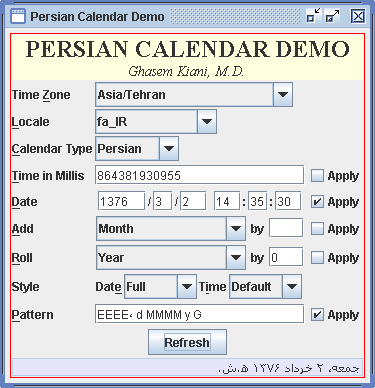 Persian Calendar Demo
PERSIAN CALENDAR DEMO
Ghasem Kiani, M.D.
Time Zone Asia/Tehran
Locale fa_IR
Calendar Type Persian
Time in Millis 864381930955 Apply
Date 1376 / 3 / 2 14 : 35 : 30 Apply
Add Month by Apply
Roll Year by 0 Apply
Style Date Full Time Default
Pattern EEEE، d MMMM y G Apply
Refresh
جمعه، ۲ خرداد ۱۳۷۶ ه‍.ش.